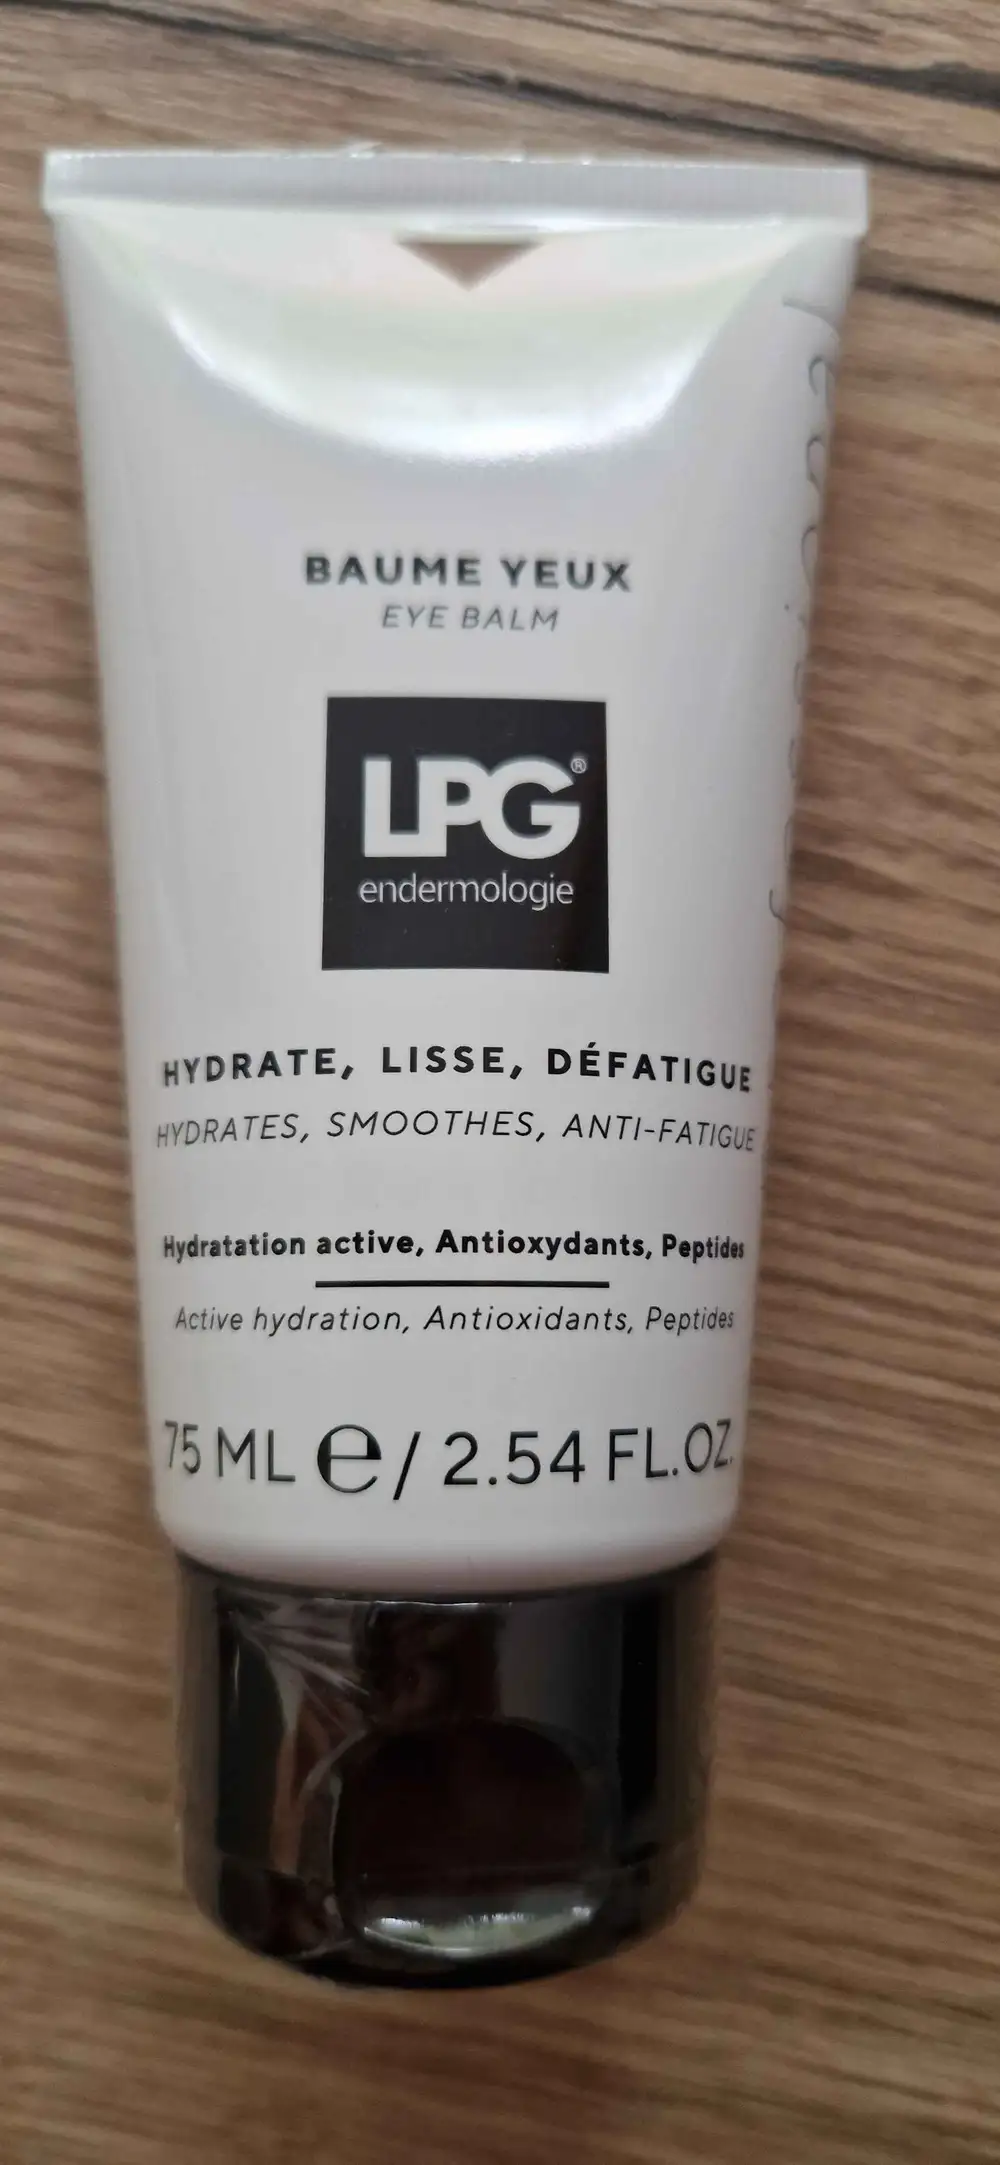 BAUME YEUX
EYE BALM
LPG®
endermologie
HYDRATE, LISSE, DÉFATIGUE
HYDRATES, SMOOTHES, ANTI-FATIGUE
Hydratation active, Antioxydants, Peptides
Active hydration, Antioxidants, Peptides
75 ML ℮ / 2.54 FL.OZ.